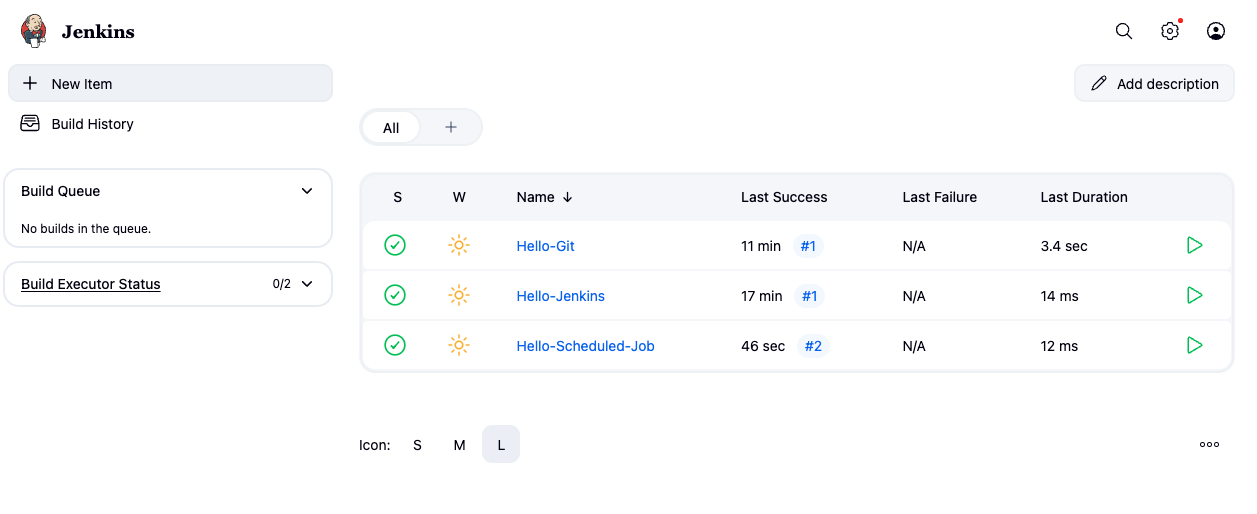 Jenkins
New Item
Add description
Build History
All
Build Queue
No builds in the queue.
Build Executor Status 0/2
S W Name ↓ Last Success Last Failure Last Duration
Hello-Git 11 min #1 N/A 3.4 sec
Hello-Jenkins 17 min #1 N/A 14 ms
Hello-Scheduled-Job 46 sec #2 N/A 12 ms
Icon: S M L